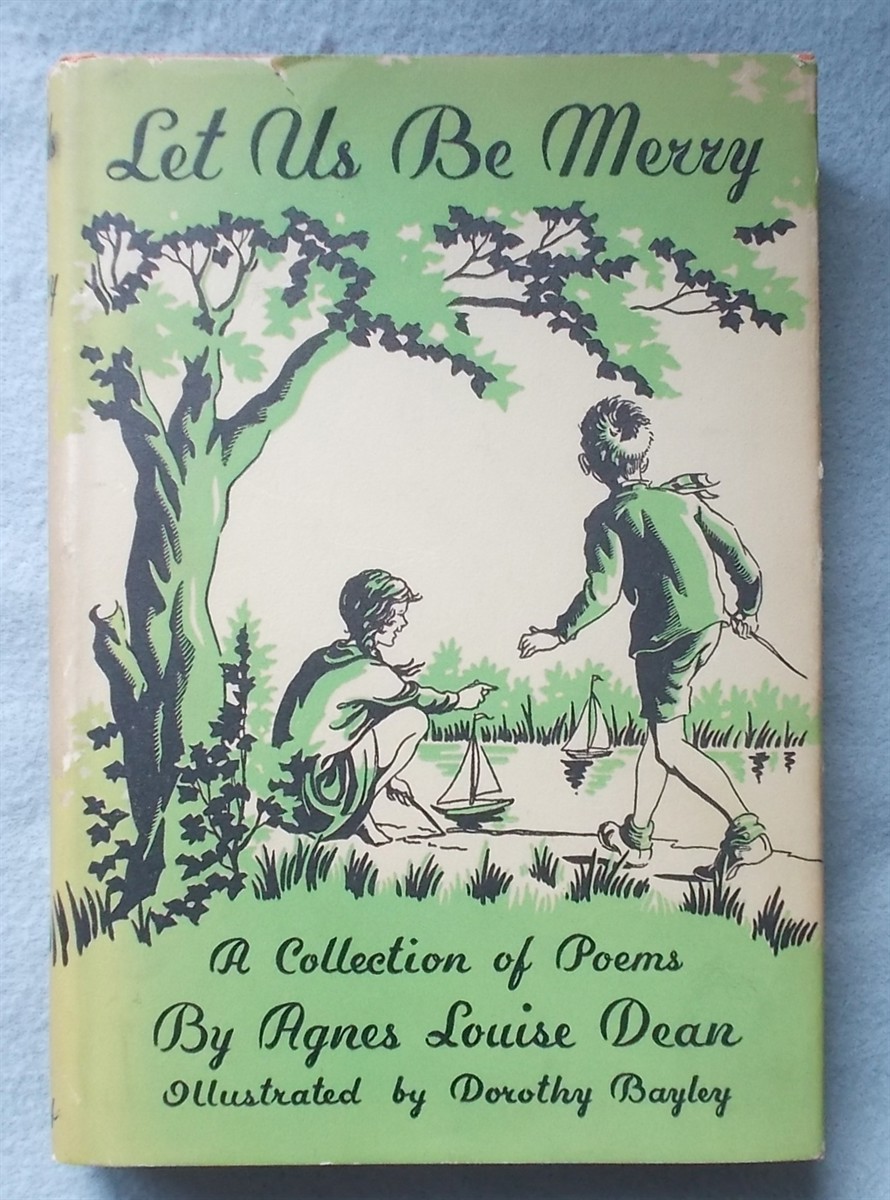 Let Us Be Merry
A Collection of Poems
By Agnes Louise Dean
Illustrated by Dorothy Bayley